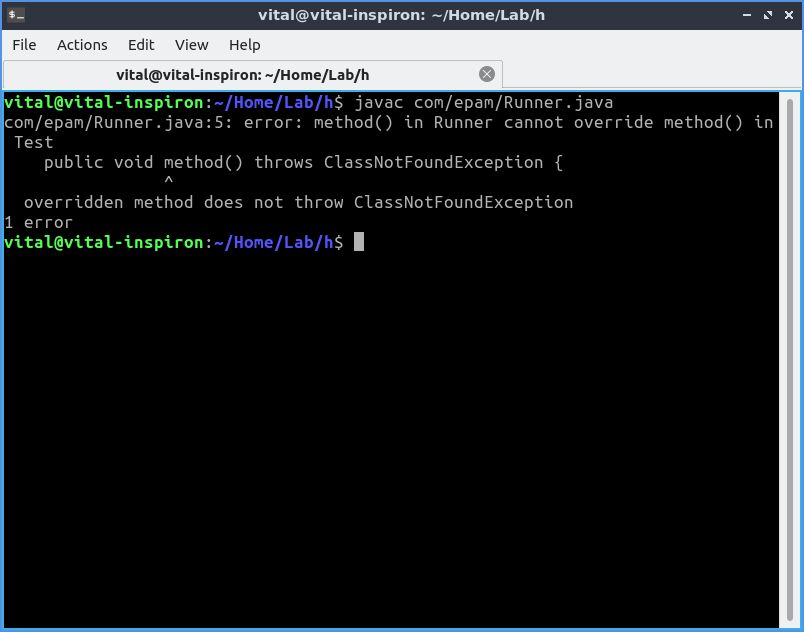 vital@vital-inspiron: ~/Home/Lab/h
File Actions Edit View Help
vital@vital-inspiron: ~/Home/Lab/h
vital@vital-inspiron:~/Home/Lab/h$ javac com/epam/Runner.java
com/epam/Runner.java:5: error: method() in Runner cannot override method() in
 Test
    public void method() throws ClassNotFoundException {
                ^
  overridden method does not throw ClassNotFoundException
1 error
vital@vital-inspiron:~/Home/Lab/h$